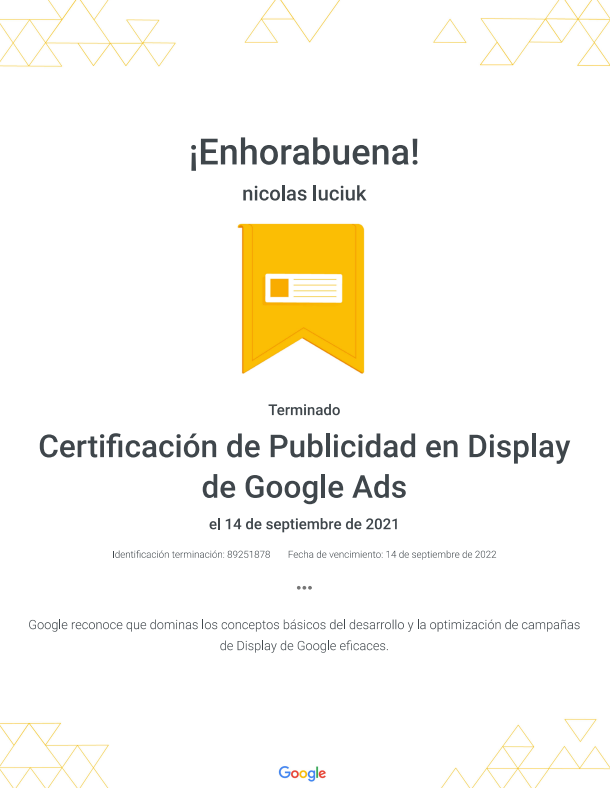 ¡Enhorabuena!
nicolas luciuk
Terminado
Certificación de Publicidad en Display
de Google Ads
el 14 de septiembre de 2021
Identificación terminación: 89251878 Fecha de vencimiento: 14 de septiembre de 2022
•••
Google reconoce que dominas los conceptos básicos del desarrollo y la optimización de campañas
de Display de Google eficaces.
Google